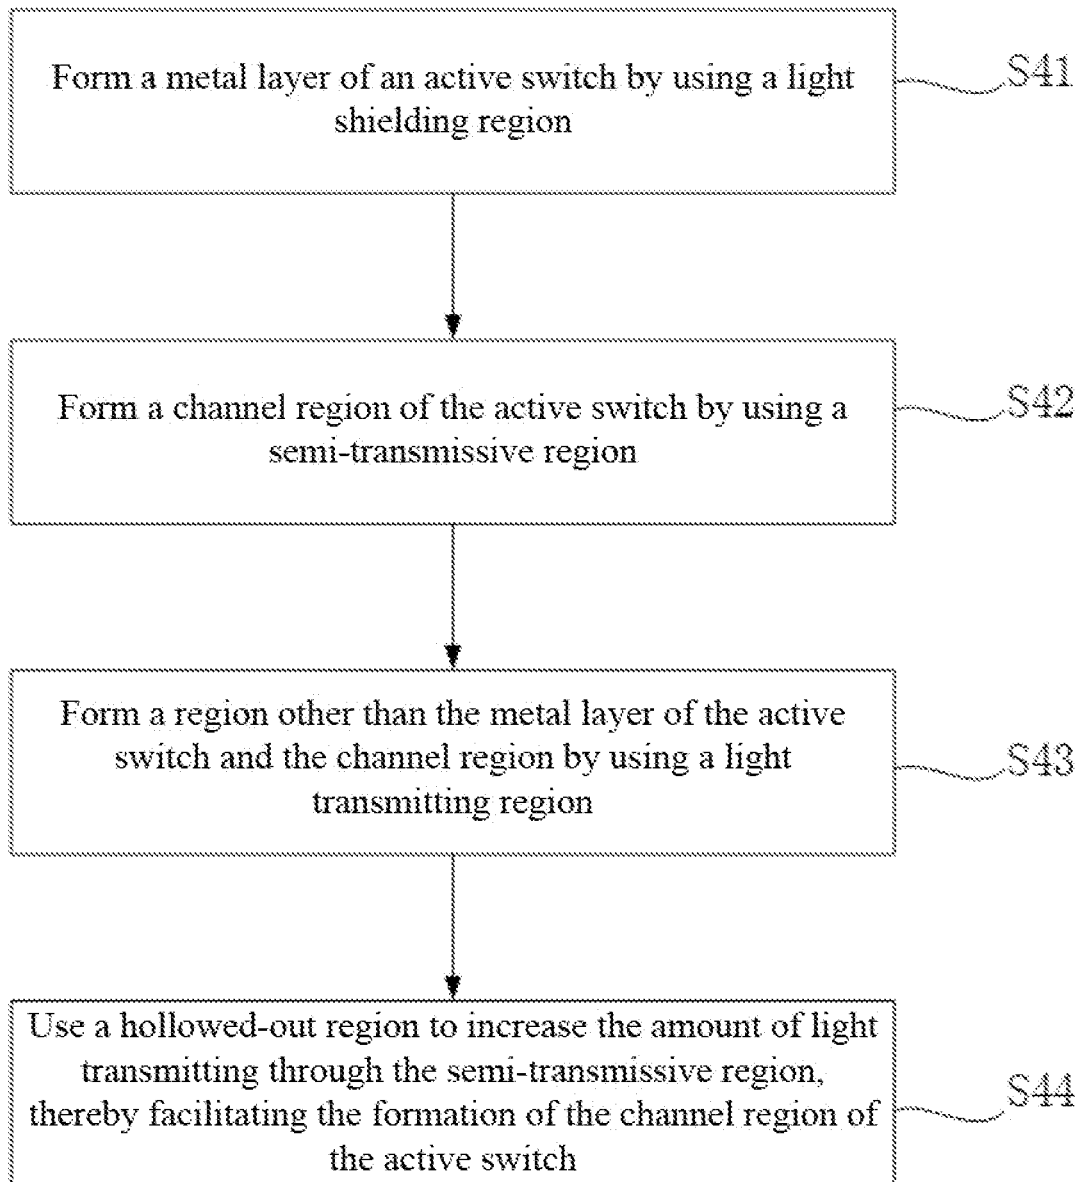 Form a metal layer of an active switch by using a light
shielding region
S41
Form a channel region of the active switch by using a
semi-transmissive region
S42
Form a region other than the metal layer of the active
switch and the channel region by using a light
transmitting region
S43
Use a hollowed-out region to increase the amount of light
transmitting through the semi-transmissive region,
thereby facilitating the formation of the channel region of
the active switch
S44